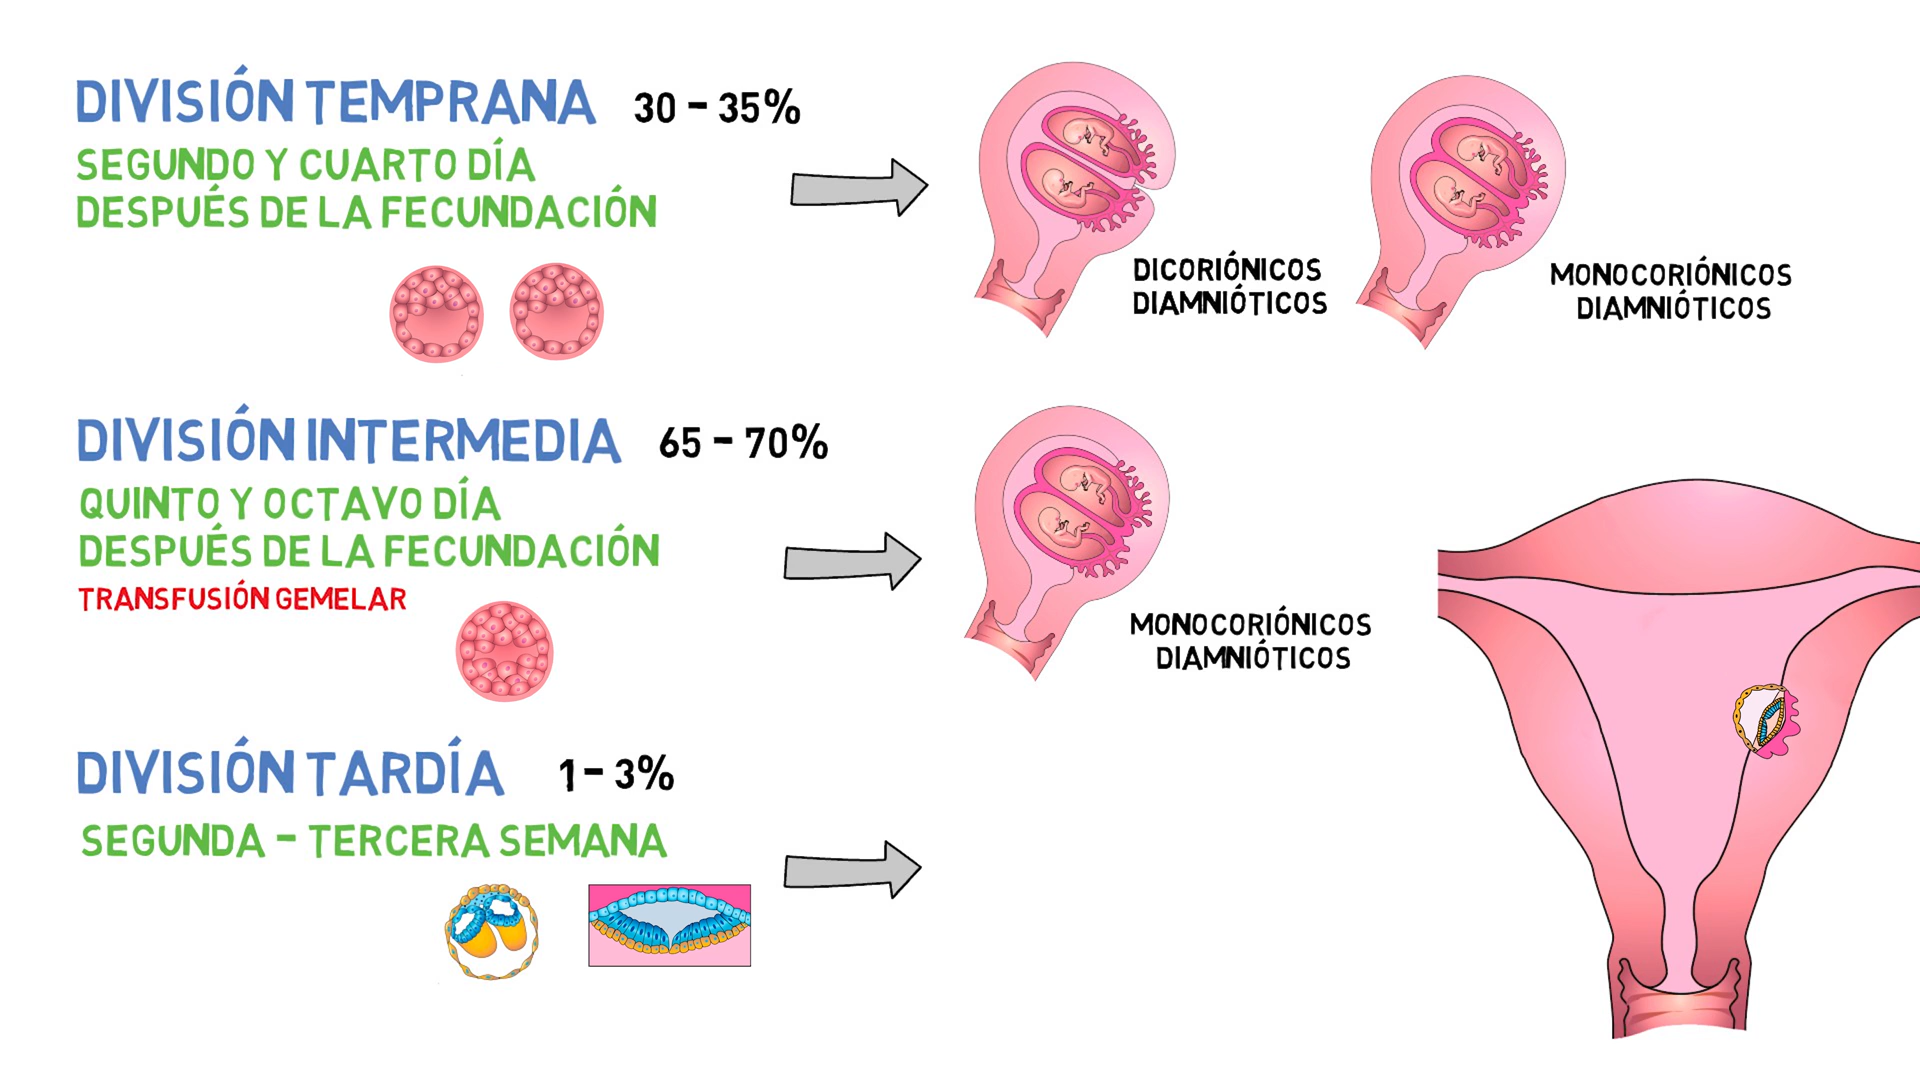 DIVISIÓN TEMPRANA 30 – 35%
SEGUNDO Y CUARTO DÍA
DESPUÉS DE LA FECUNDACIÓN
DICORIÓNICOS
DIAMNIÓTICOS
MONOCORIÓNICOS
DIAMNIÓTICOS
DIVISIÓN INTERMEDIA 65 – 70%
QUINTO Y OCTAVO DÍA
DESPUÉS DE LA FECUNDACIÓN
TRANSFUSIÓN GEMELAR
MONOCORIÓNICOS
DIAMNIÓTICOS
DIVISIÓN TARDÍA 1 – 3%
SEGUNDA – TERCERA SEMANA